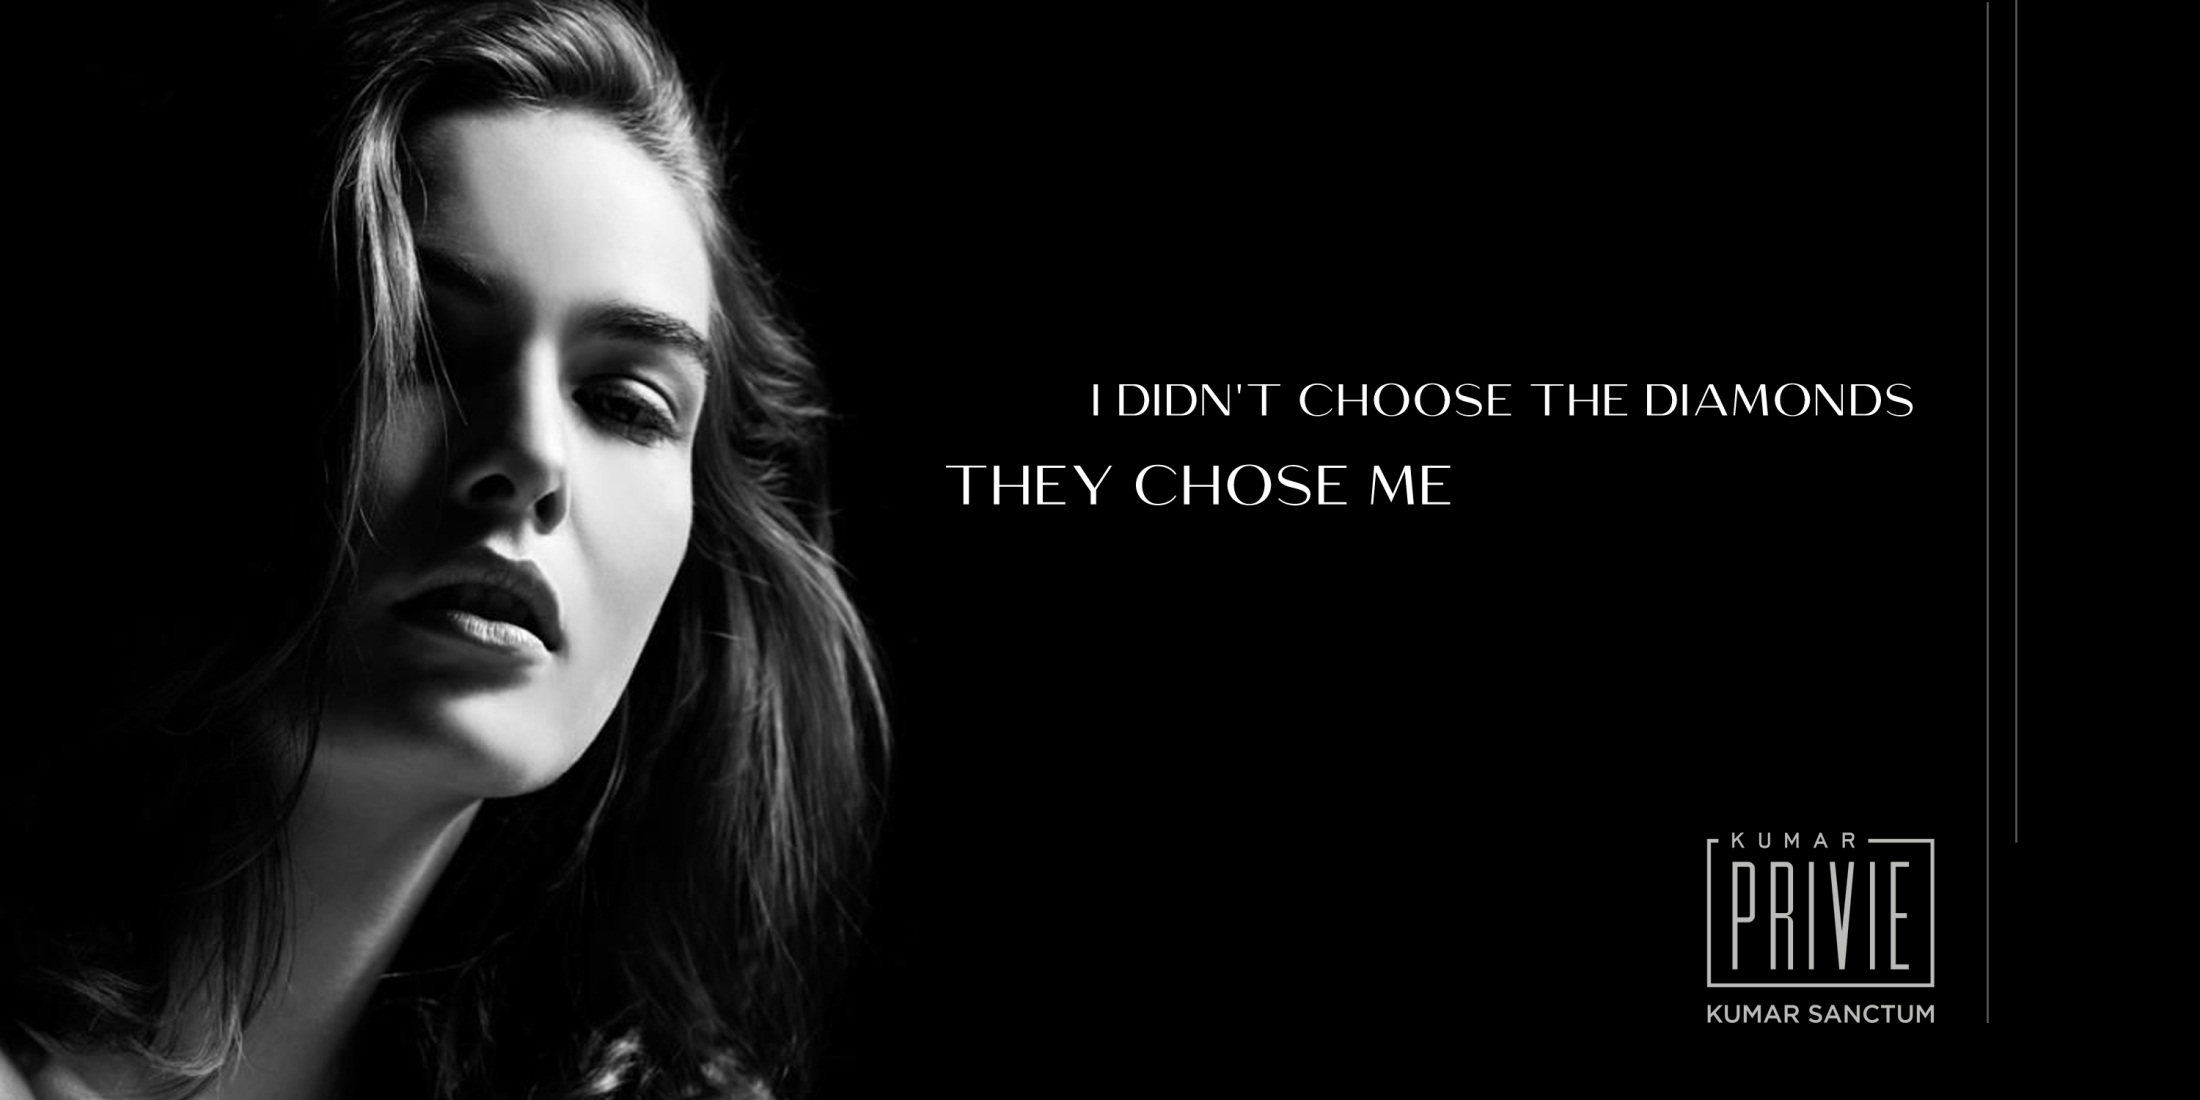 I DIDN'T CHOOSE THE DIAMONDS
THEY CHOSE ME
KUMAR
PRIVIE
KUMAR SANCTUM